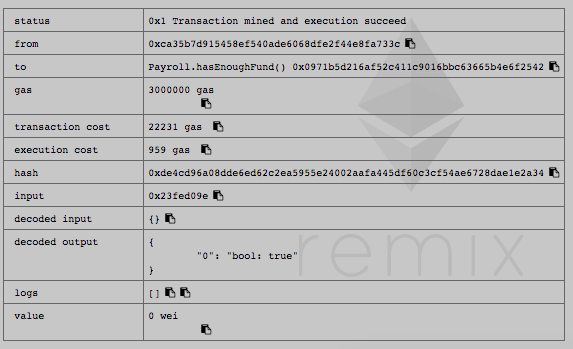 status 0x1 Transaction mined and execution succeed
from 0xca35b7d915458ef540ade6068dfe2f44e8fa733c
to Payroll.hasEnoughFund() 0x0971b5d216af52c411c9016bbc63665b4e6f2542
gas 3000000 gas
transaction cost 22231 gas
execution cost 959 gas
hash 0xde4cd96a08dde6ed62c2ea5955e24002aafa445df60c3cf54ae6728dae1e2a34
input 0x23fed09e
decoded input {}
decoded output {
"0": "bool: true"
}
logs []
value 0 wei
remix